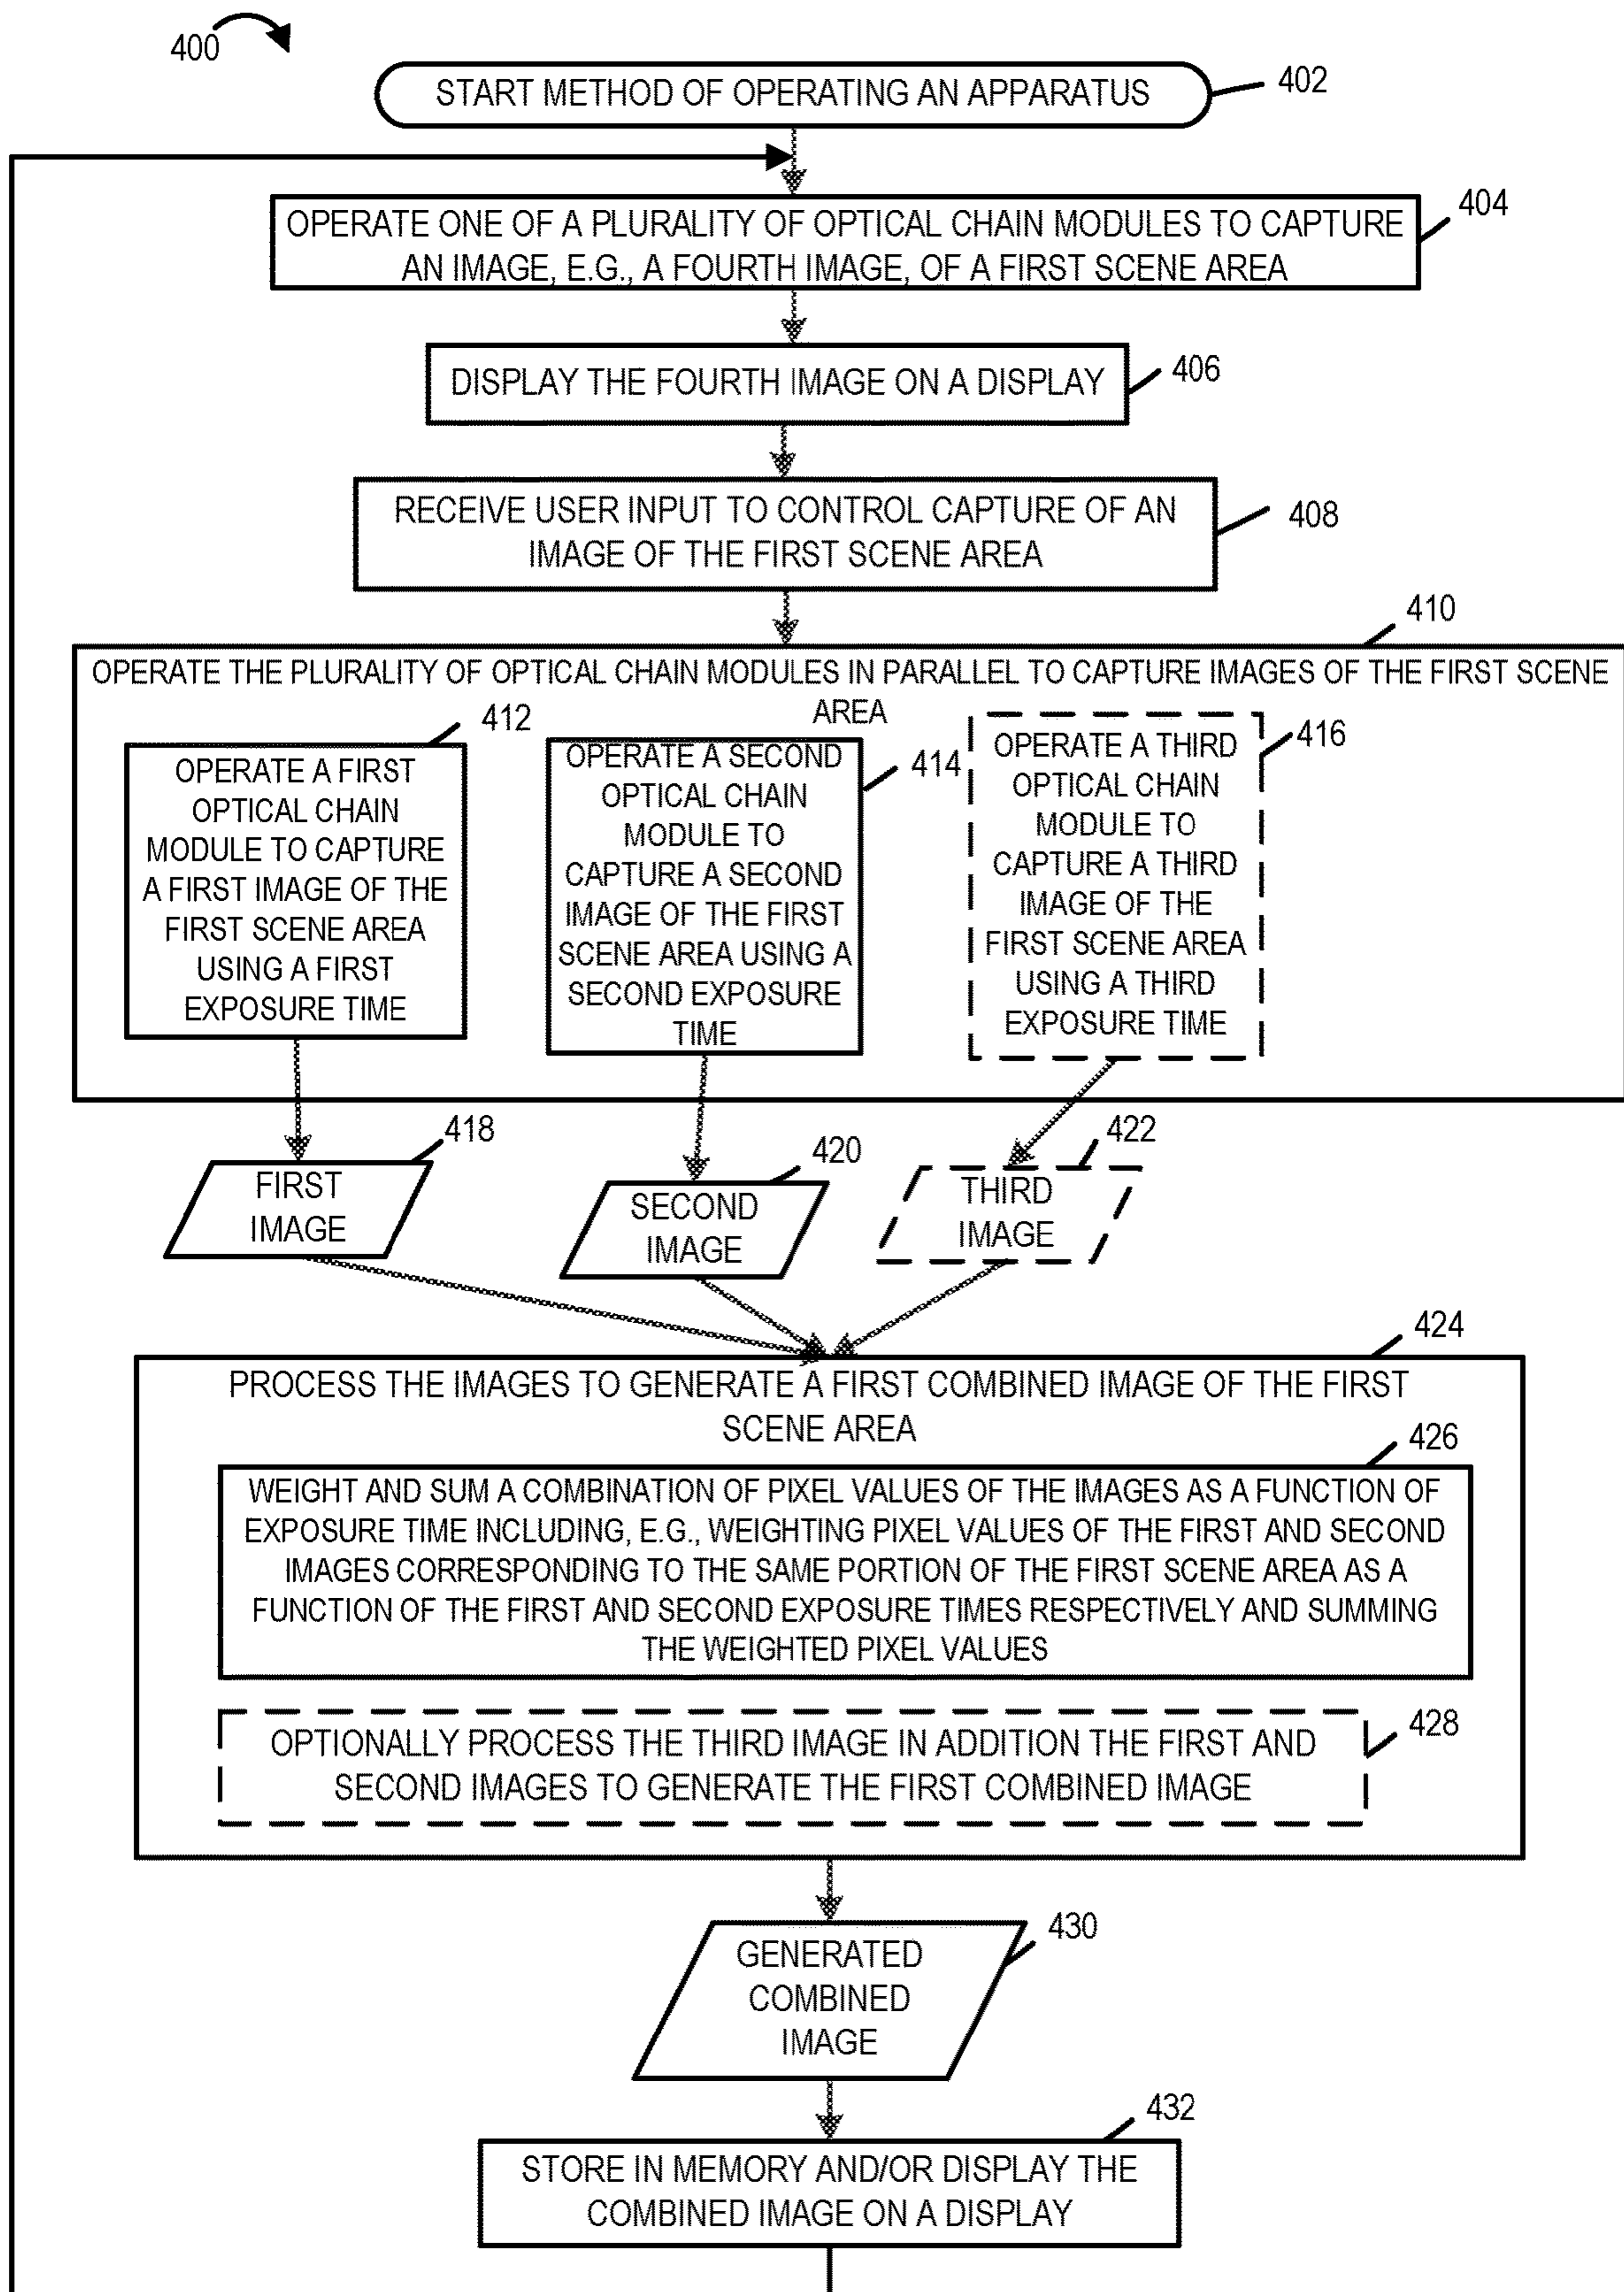 400
START METHOD OF OPERATING AN APPARATUS
402
OPERATE ONE OF A PLURALITY OF OPTICAL CHAIN MODULES TO CAPTURE
AN IMAGE, E.G., A FOURTH IMAGE, OF A FIRST SCENE AREA
404
DISPLAY THE FOURTH IMAGE ON A DISPLAY
406
RECEIVE USER INPUT TO CONTROL CAPTURE OF AN
IMAGE OF THE FIRST SCENE AREA
408
410
OPERATE THE PLURALITY OF OPTICAL CHAIN MODULES IN PARALLEL TO CAPTURE IMAGES OF THE FIRST SCENE
AREA
412
OPERATE A FIRST
OPTICAL CHAIN
MODULE TO CAPTURE
A FIRST IMAGE OF THE
FIRST SCENE AREA
USING A FIRST
EXPOSURE TIME
414
OPERATE A SECOND
OPTICAL CHAIN
MODULE TO
CAPTURE A SECOND
IMAGE OF THE FIRST
SCENE AREA USING A
SECOND EXPOSURE
TIME
416
OPERATE A THIRD
OPTICAL CHAIN
MODULE TO
CAPTURE A THIRD
IMAGE OF THE
FIRST SCENE AREA
USING A THIRD
EXPOSURE TIME
418
FIRST
IMAGE
420
SECOND
IMAGE
422
THIRD
IMAGE
424
PROCESS THE IMAGES TO GENERATE A FIRST COMBINED IMAGE OF THE FIRST
SCENE AREA
426
WEIGHT AND SUM A COMBINATION OF PIXEL VALUES OF THE IMAGES AS A FUNCTION OF
EXPOSURE TIME INCLUDING, E.G., WEIGHTING PIXEL VALUES OF THE FIRST AND SECOND
IMAGES CORRESPONDING TO THE SAME PORTION OF THE FIRST SCENE AREA AS A
FUNCTION OF THE FIRST AND SECOND EXPOSURE TIMES RESPECTIVELY AND SUMMING
THE WEIGHTED PIXEL VALUES
428
OPTIONALLY PROCESS THE THIRD IMAGE IN ADDITION THE FIRST AND
SECOND IMAGES TO GENERATE THE FIRST COMBINED IMAGE
430
GENERATED
COMBINED
IMAGE
432
STORE IN MEMORY AND/OR DISPLAY THE
COMBINED IMAGE ON A DISPLAY